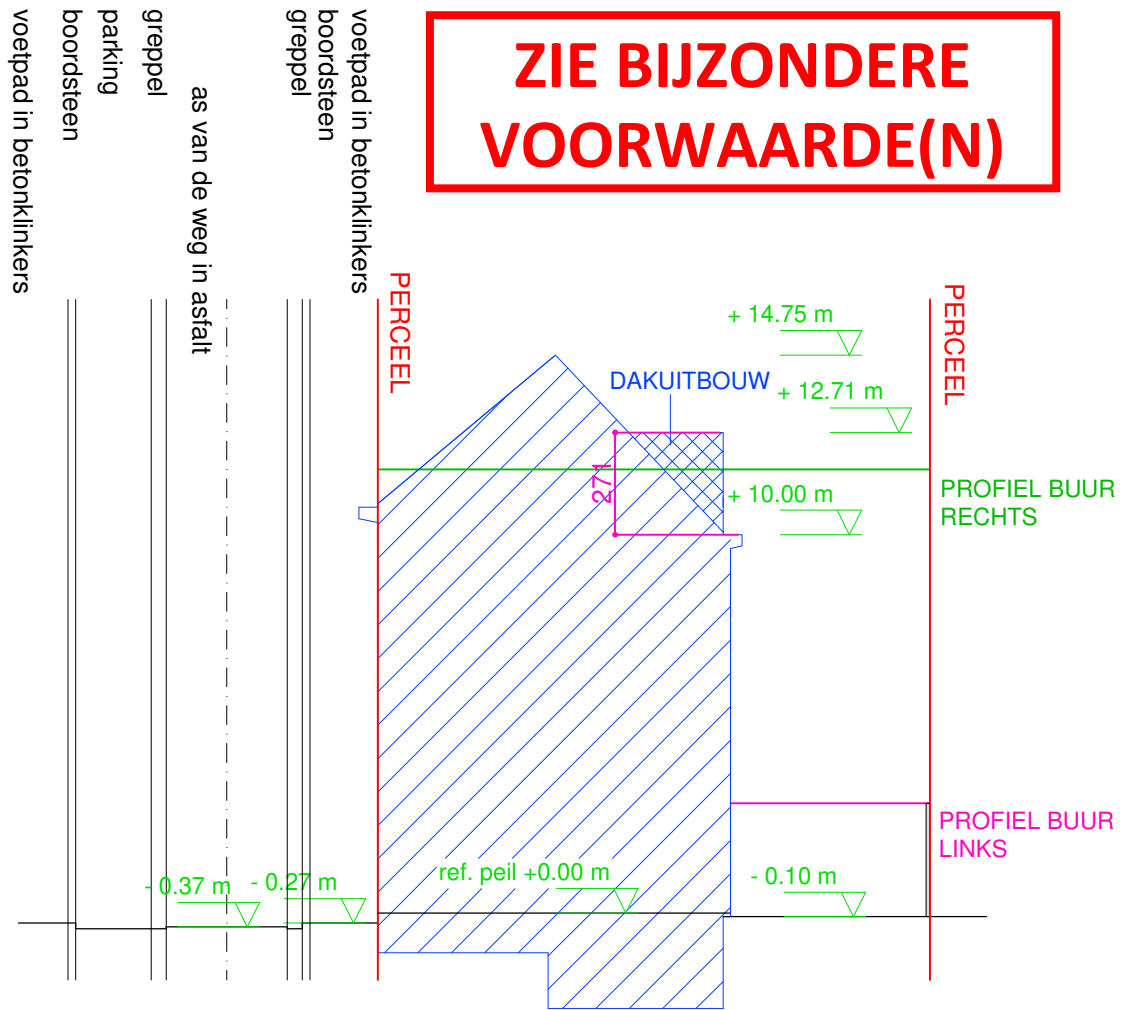 voetpad in betonklinkers
boordsteen
parking
greppel
as van de weg in asfalt
greppel
boordsteen
voetpad in betonklinkers
ZIE BIJZONDERE
VOORWAARDE(N)
PERCEEL
PERCEEL
+ 14.75 m
DAKUITBOUW
+ 12.71 m
271
+ 10.00 m
PROFIEL BUUR
RECHTS
PROFIEL BUUR
LINKS
- 0.37 m
- 0.27 m
ref. peil +0.00 m
- 0.10 m